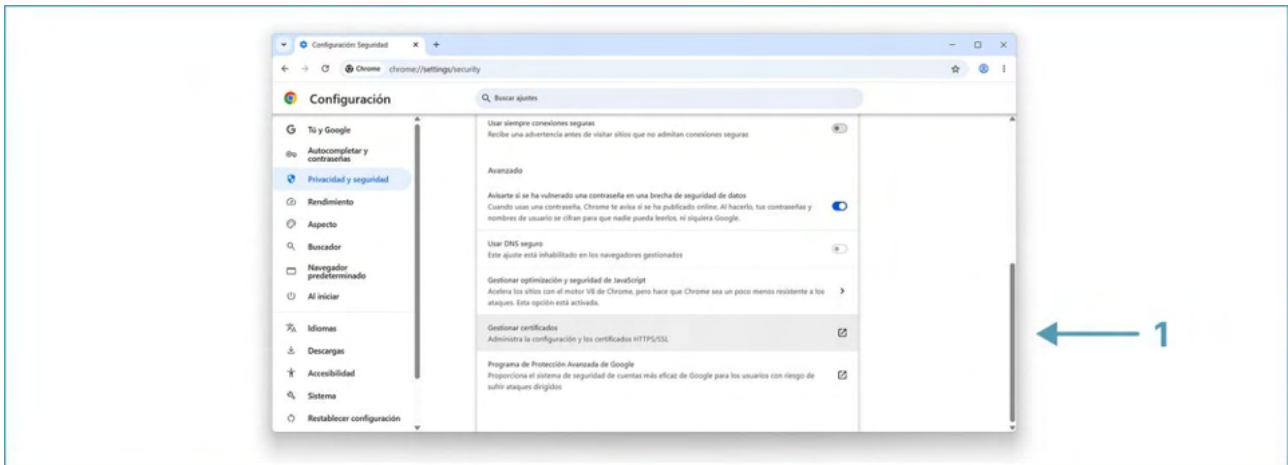 Configuración: Seguridad
Chrome chrome://settings/security
Configuración
Buscar ajustes
Tú y Google
Autocompletar y
contraseñas
Privacidad y seguridad
Rendimiento
Aspecto
Buscador
Navegador
predeterminado
Al iniciar
Idiomas
Descargas
Accesibilidad
Sistema
Restablecer configuración
Usar siempre conexiones seguras
Recibe una advertencia antes de visitar sitios que no admitan conexiones seguras
Avanzado
Avisarte si se ha vulnerado una contraseña en una brecha de seguridad de datos
Cuando usas una contraseña, Chrome te avisa si se ha publicado online. Al hacerlo, tus contraseñas y
nombres de usuario se cifran para que nadie pueda leerlos, ni siquiera Google.
Usar DNS seguro
Este ajuste está inhabilitado en los navegadores gestionados
Gestionar optimización y seguridad de JavaScript
Acelera los sitios con el motor V8 de Chrome, pero hace que Chrome sea un poco menos resistente a los
ataques. Esta opción está activada.
Gestionar certificados
Administra la configuración y los certificados HTTPS/SSL
Programa de Protección Avanzada de Google
Proporciona el sistema de seguridad de cuentas más eficaz de Google para los usuarios con riesgo de
sufrir ataques dirigidos
1